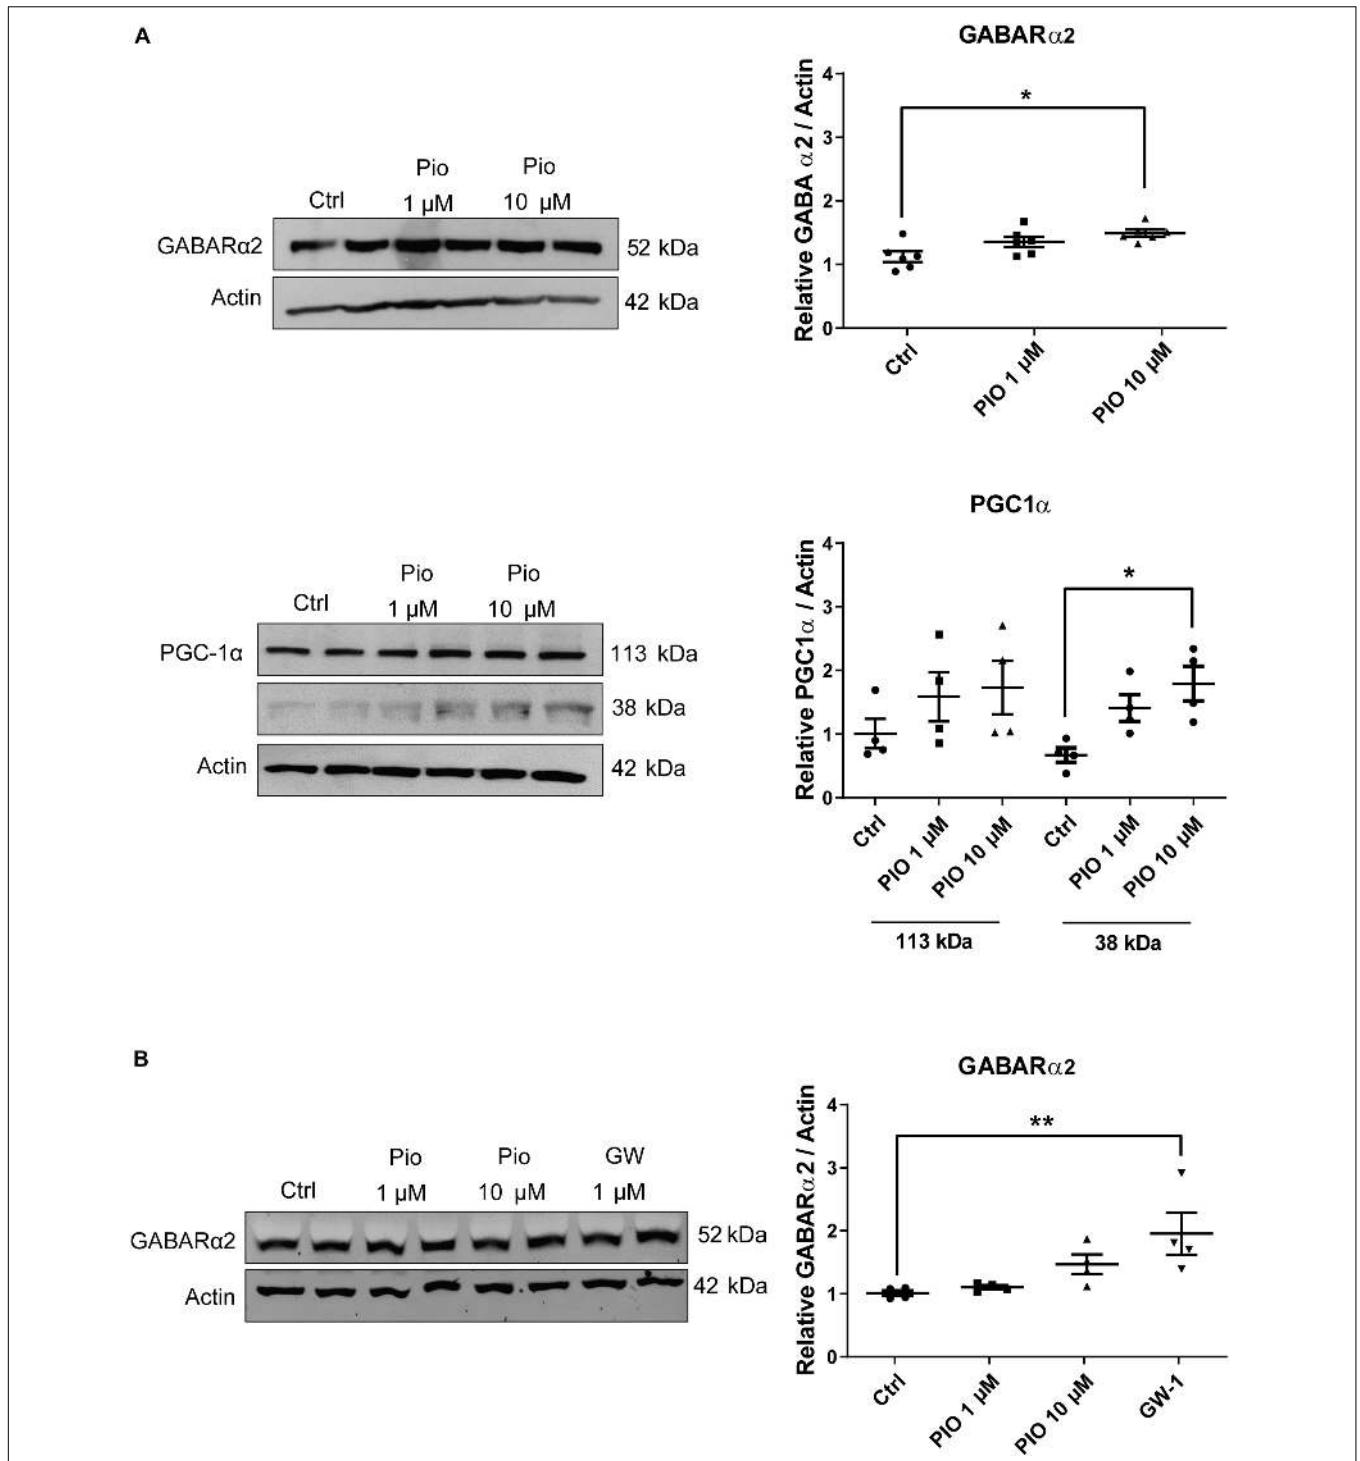 A
GABARα2
Pio Pio
Ctrl 1 µM 10 µM
GABARα2 52 kDa
Actin 42 kDa
Relative GABA α2 / Actin
4
3
2
1
0
*
Ctrl PIO 1 µM PIO 10 µM
PGC1α
Pio Pio
Ctrl 1 µM 10 µM
PGC-1α 113 kDa
38 kDa
Actin 42 kDa
Relative PGC1α / Actin
4
3
2
1
0
*
Ctrl PIO 1 µM PIO 10 µM Ctrl PIO 1 µM PIO 10 µM
113 kDa 38 kDa
B
GABARα2
Pio Pio GW
Ctrl 1 µM 10 µM 1 µM
GABARα2 52 kDa
Actin 42 kDa
Relative GABARα2 / Actin
4
3
2
1
0
**
Ctrl PIO 1 µM PIO 10 µM GW-1